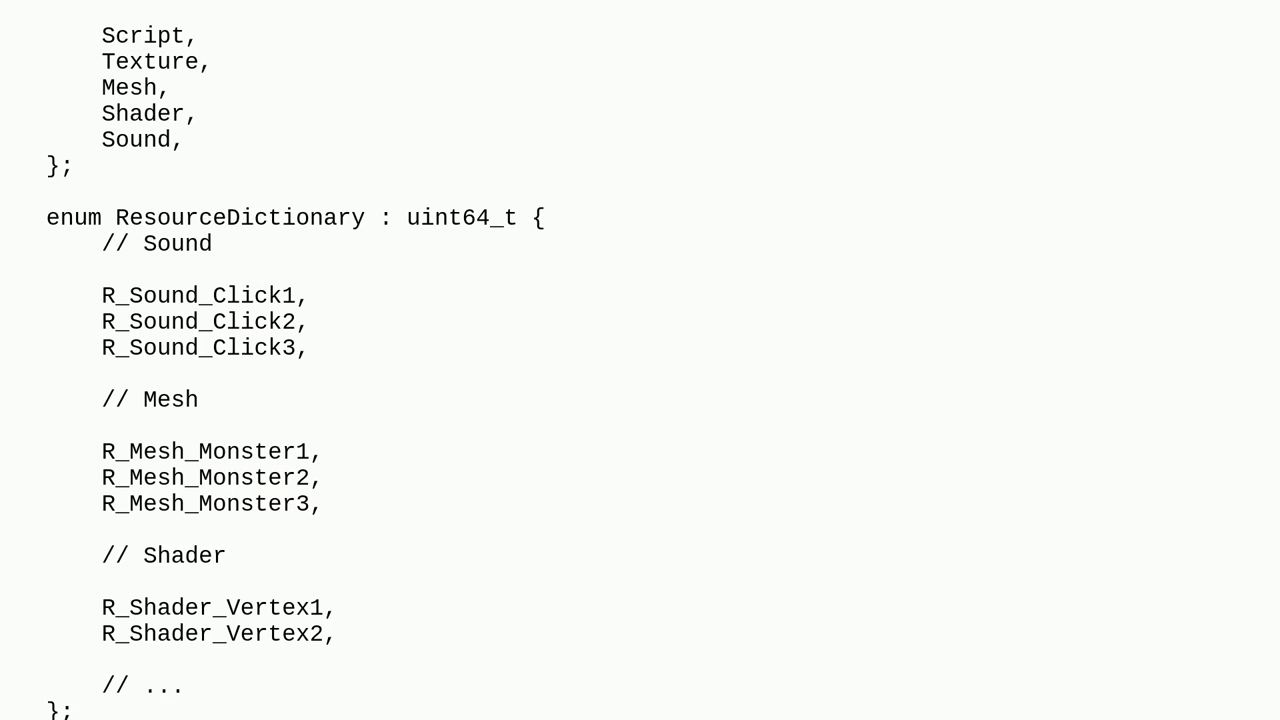 Script,
Texture,
Mesh,
Shader,
Sound,
};
enum ResourceDictionary : uint64_t {
// Sound
R_Sound_Click1,
R_Sound_Click2,
R_Sound_Click3,
// Mesh
R_Mesh_Monster1,
R_Mesh_Monster2,
R_Mesh_Monster3,
// Shader
R_Shader_Vertex1,
R_Shader_Vertex2,
// ...
};